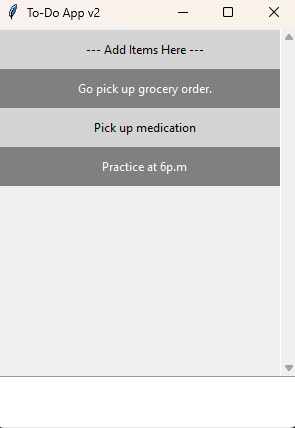 To-Do App v2
--- Add Items Here ---
Go pick up grocery order.
Pick up medication
Practice at 6p.m